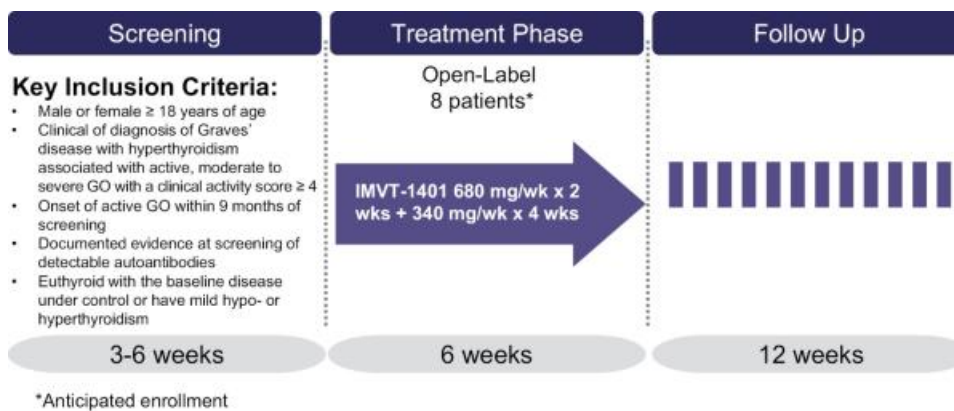 Screening
Treatment Phase
Follow Up
Key Inclusion Criteria:
• Male or female ≥ 18 years of age
• Clinical of diagnosis of Graves'
disease with hyperthyroidism
associated with active, moderate to
severe GO with a clinical activity score ≥ 4
• Onset of active GO within 9 months of
screening
• Documented evidence at screening of
detectable autoantibodies
• Euthyroid with the baseline disease
under control or have mild hypo- or
hyperthyroidism
Open-Label
8 patients*
IMVT-1401 680 mg/wk x 2
wks + 340 mg/wk x 4 wks
3-6 weeks
6 weeks
12 weeks
*Anticipated enrollment